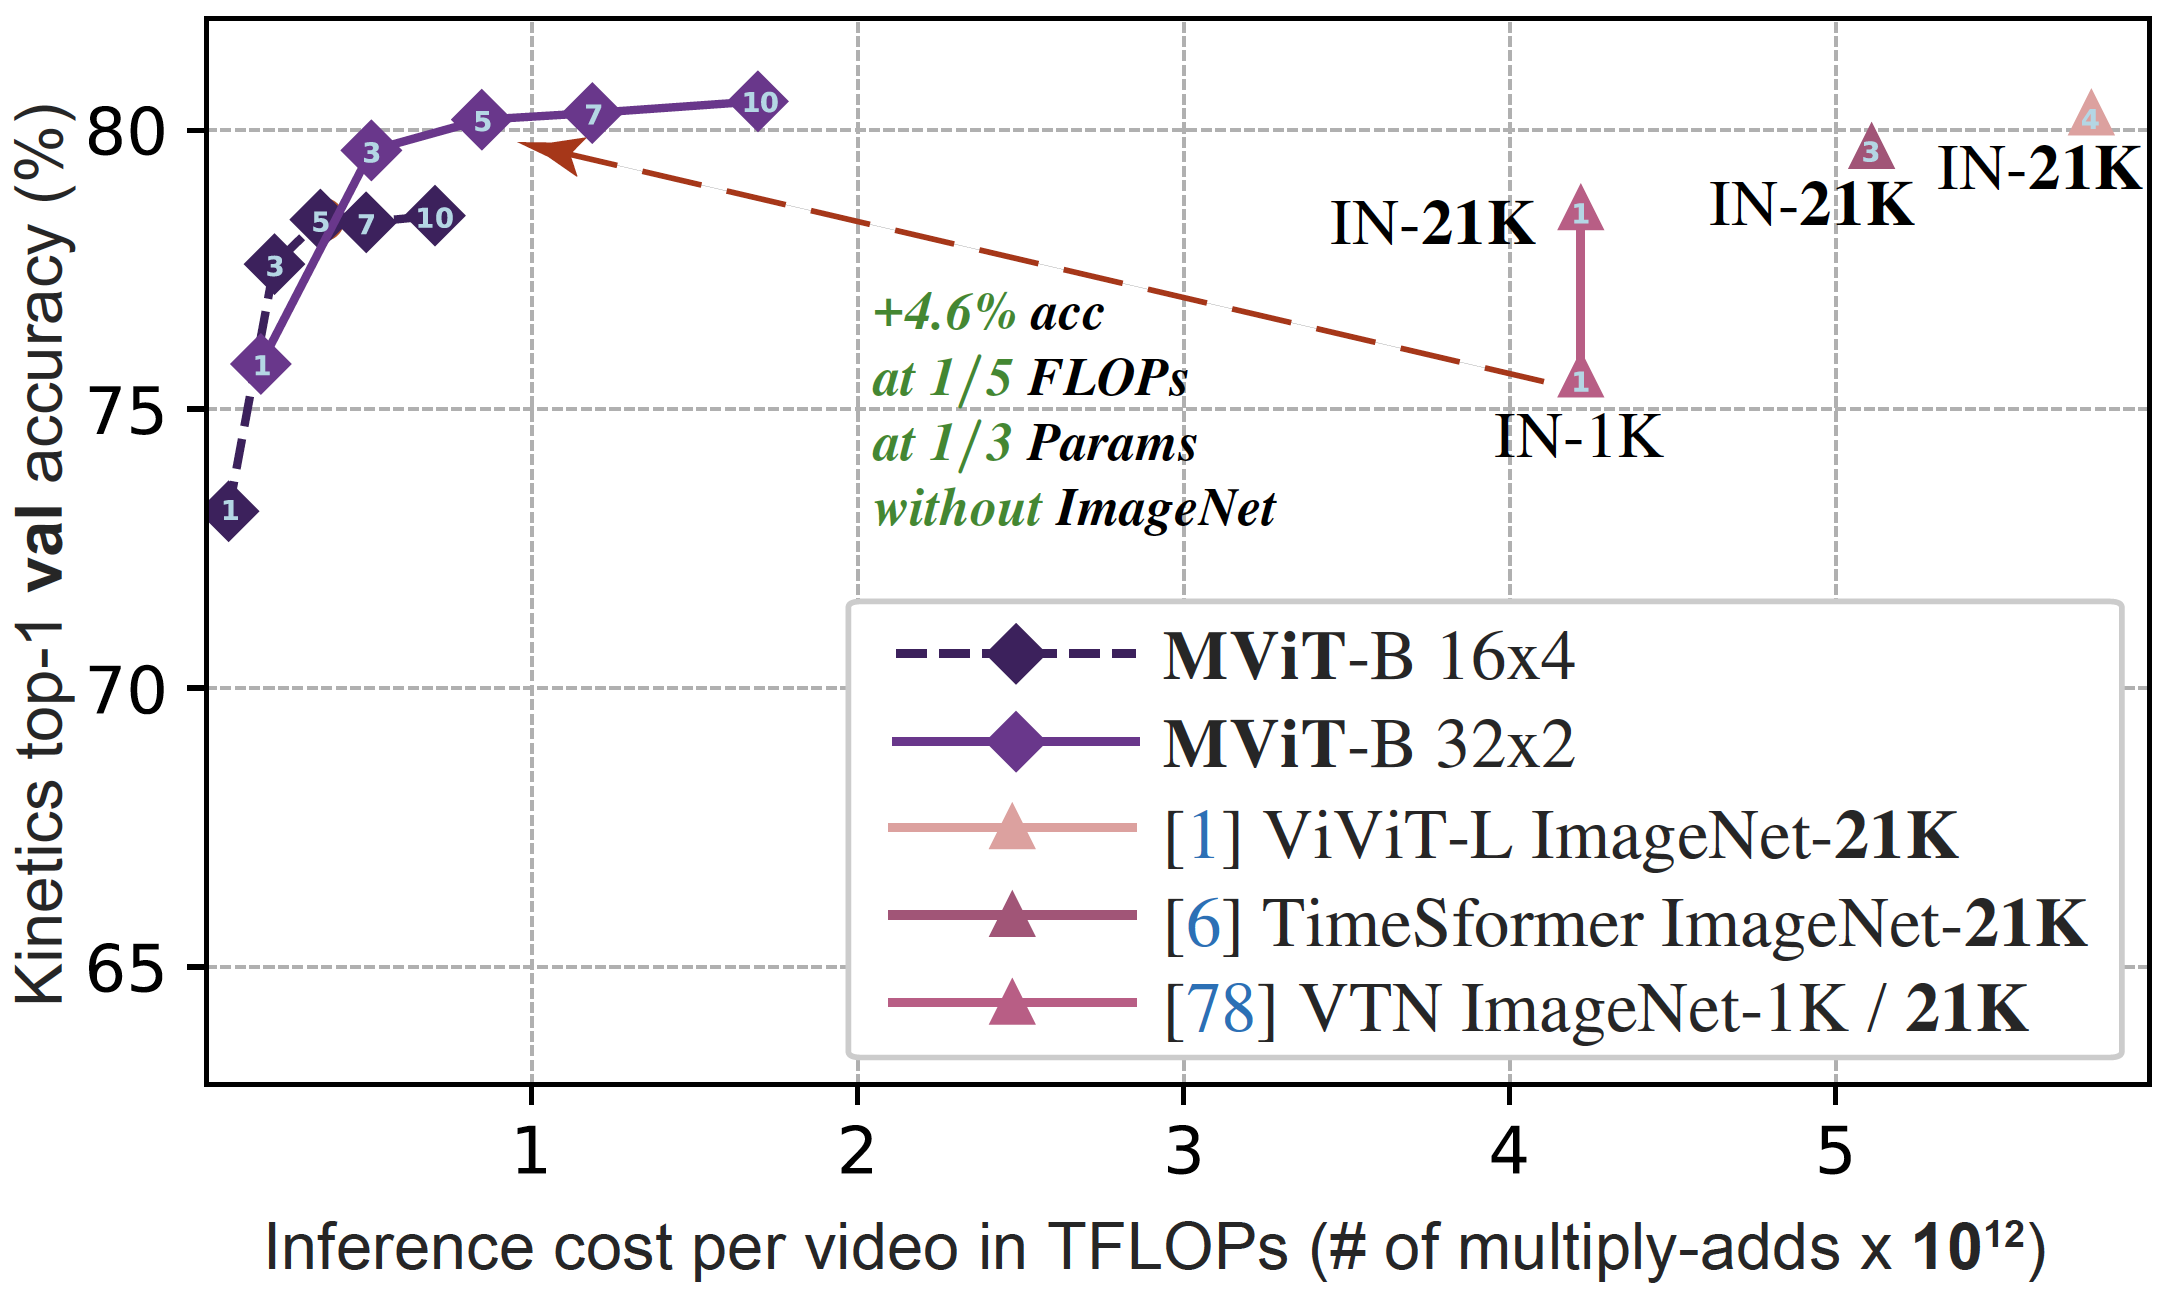 Kinetics top-1 val accuracy (%)
80
75
70
65
1
3
5
7
10
1
3
5
7
10
4
IN-21K
3
IN-21K
1
IN-21K
1
IN-1K
+4.6% acc
at 1/5 FLOPs
at 1/3 Params
without ImageNet
MViT-B 16x4
MViT-B 32x2
[1] ViViT-L ImageNet-21K
[6] TimeSformer ImageNet-21K
[78] VTN ImageNet-1K / 21K
1 2 3 4 5
Inference cost per video in TFLOPs (# of multiply-adds x 10¹²)